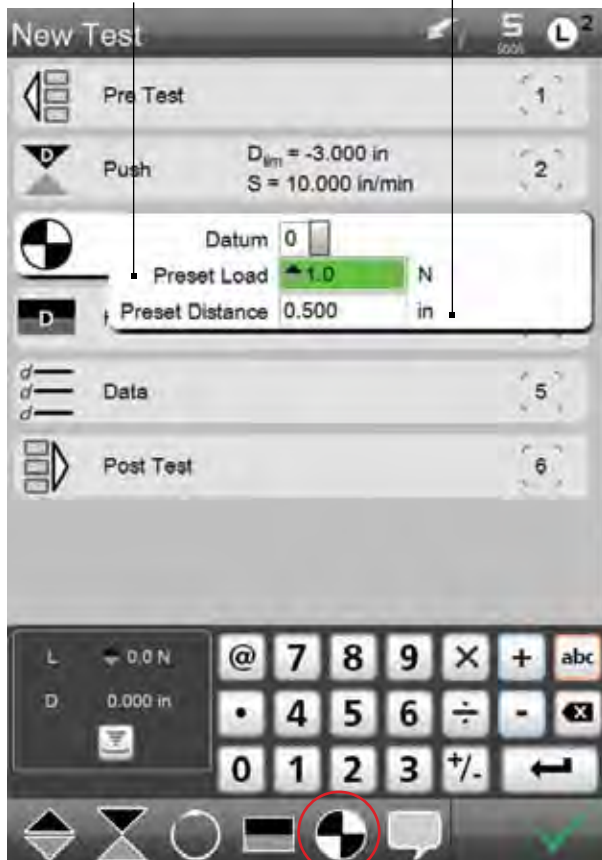 New Test
S
500N
L2
Pre Test
1
D
Push
Dlim = -3.000 in
S = 10.000 in/min
2
Datum 0
Preset Load 1.0 N
Preset Distance 0.500 in
D
d
d
d
Data
5
Post Test
6
L 0.0 N
D 0.000 in
@ 7 8 9 × + abc
. 4 5 6 ÷ -
0 1 2 3 +/-